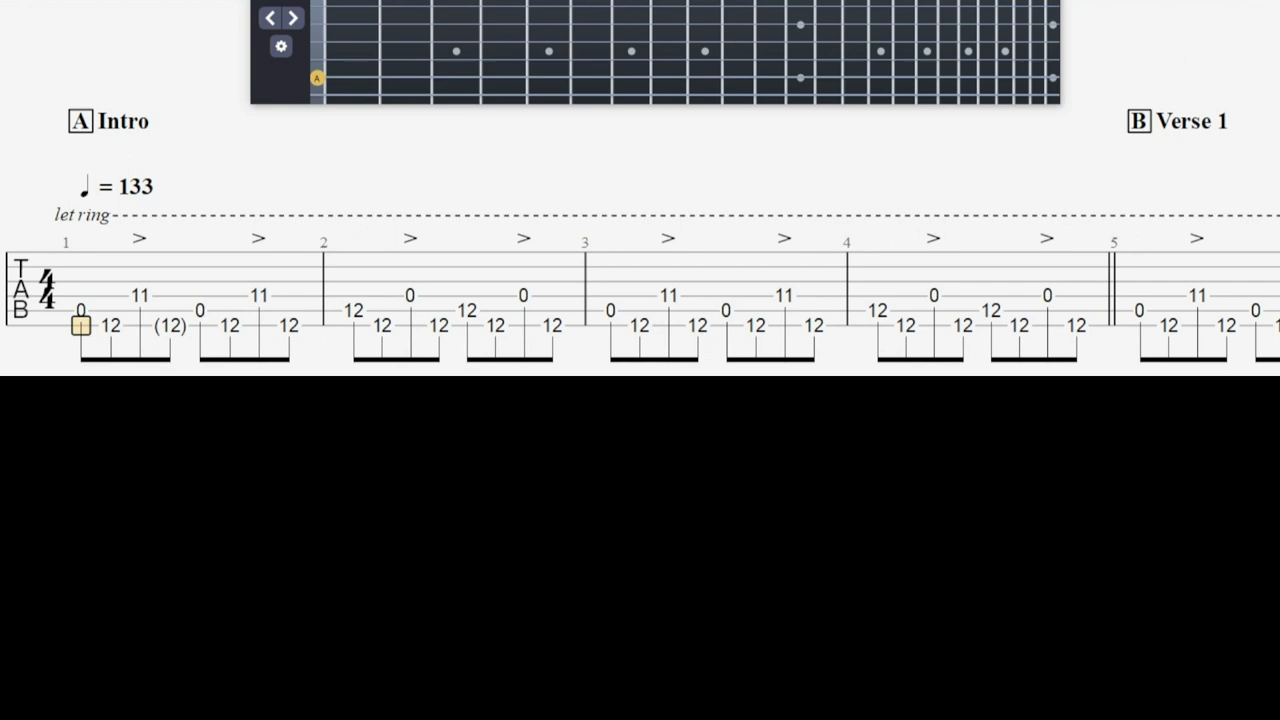 A
A Intro
B Verse 1
♩ = 133
let ring
1 > > 2 > > 3 > > 4 > > 5 >
T
A 11 11 0 0 11 11 0 0 11
B 0 0 12 12 0 0 12 12 0 0
12 (12) 12 12 12 12 12 12 12 12 12 12 12 12 12 12 12 12 1
4
4